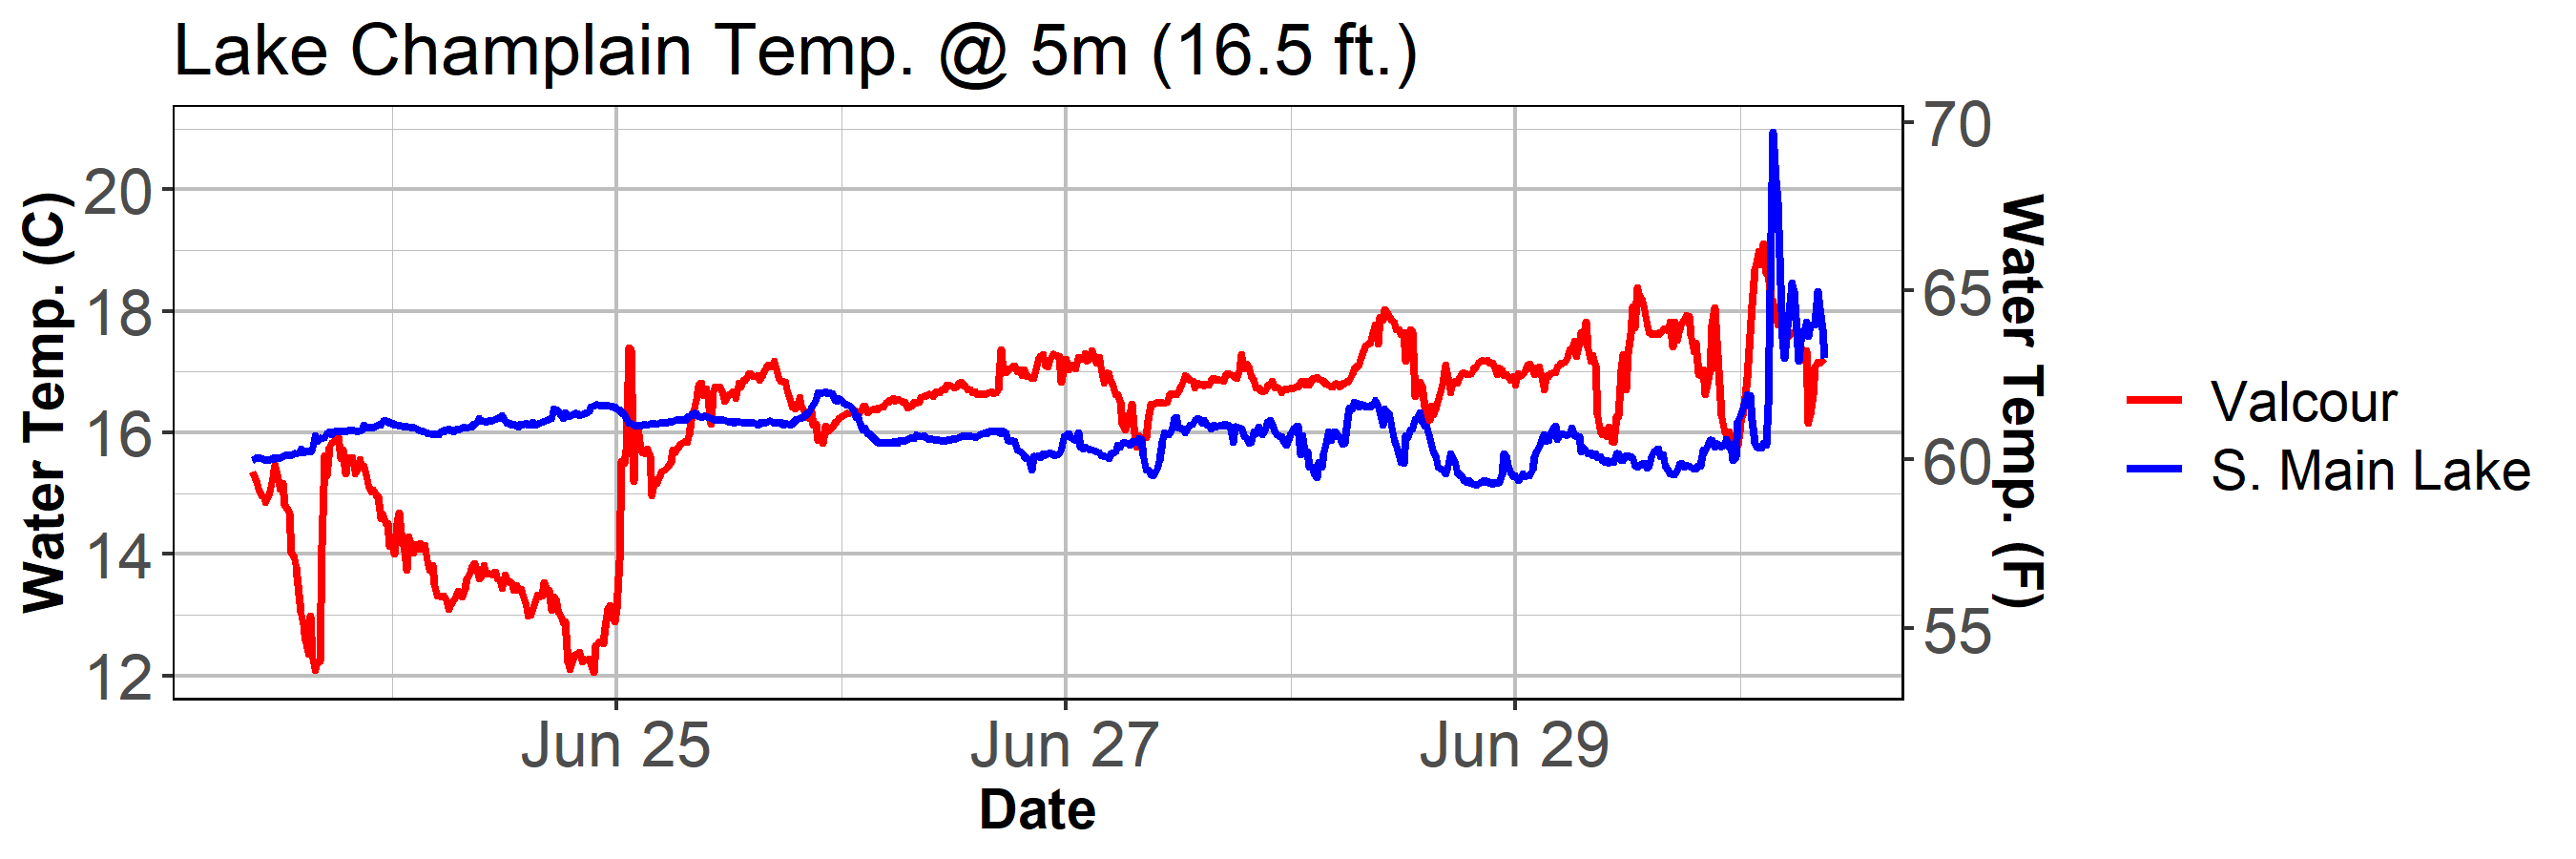 Lake Champlain Temp. @ 5m (16.5 ft.)
Water Temp. (C)
20
18
16
14
12
70
65
60
55
Water Temp. (F)
Jun 25
Jun 27
Jun 29
Date
Valcour
S. Main Lake